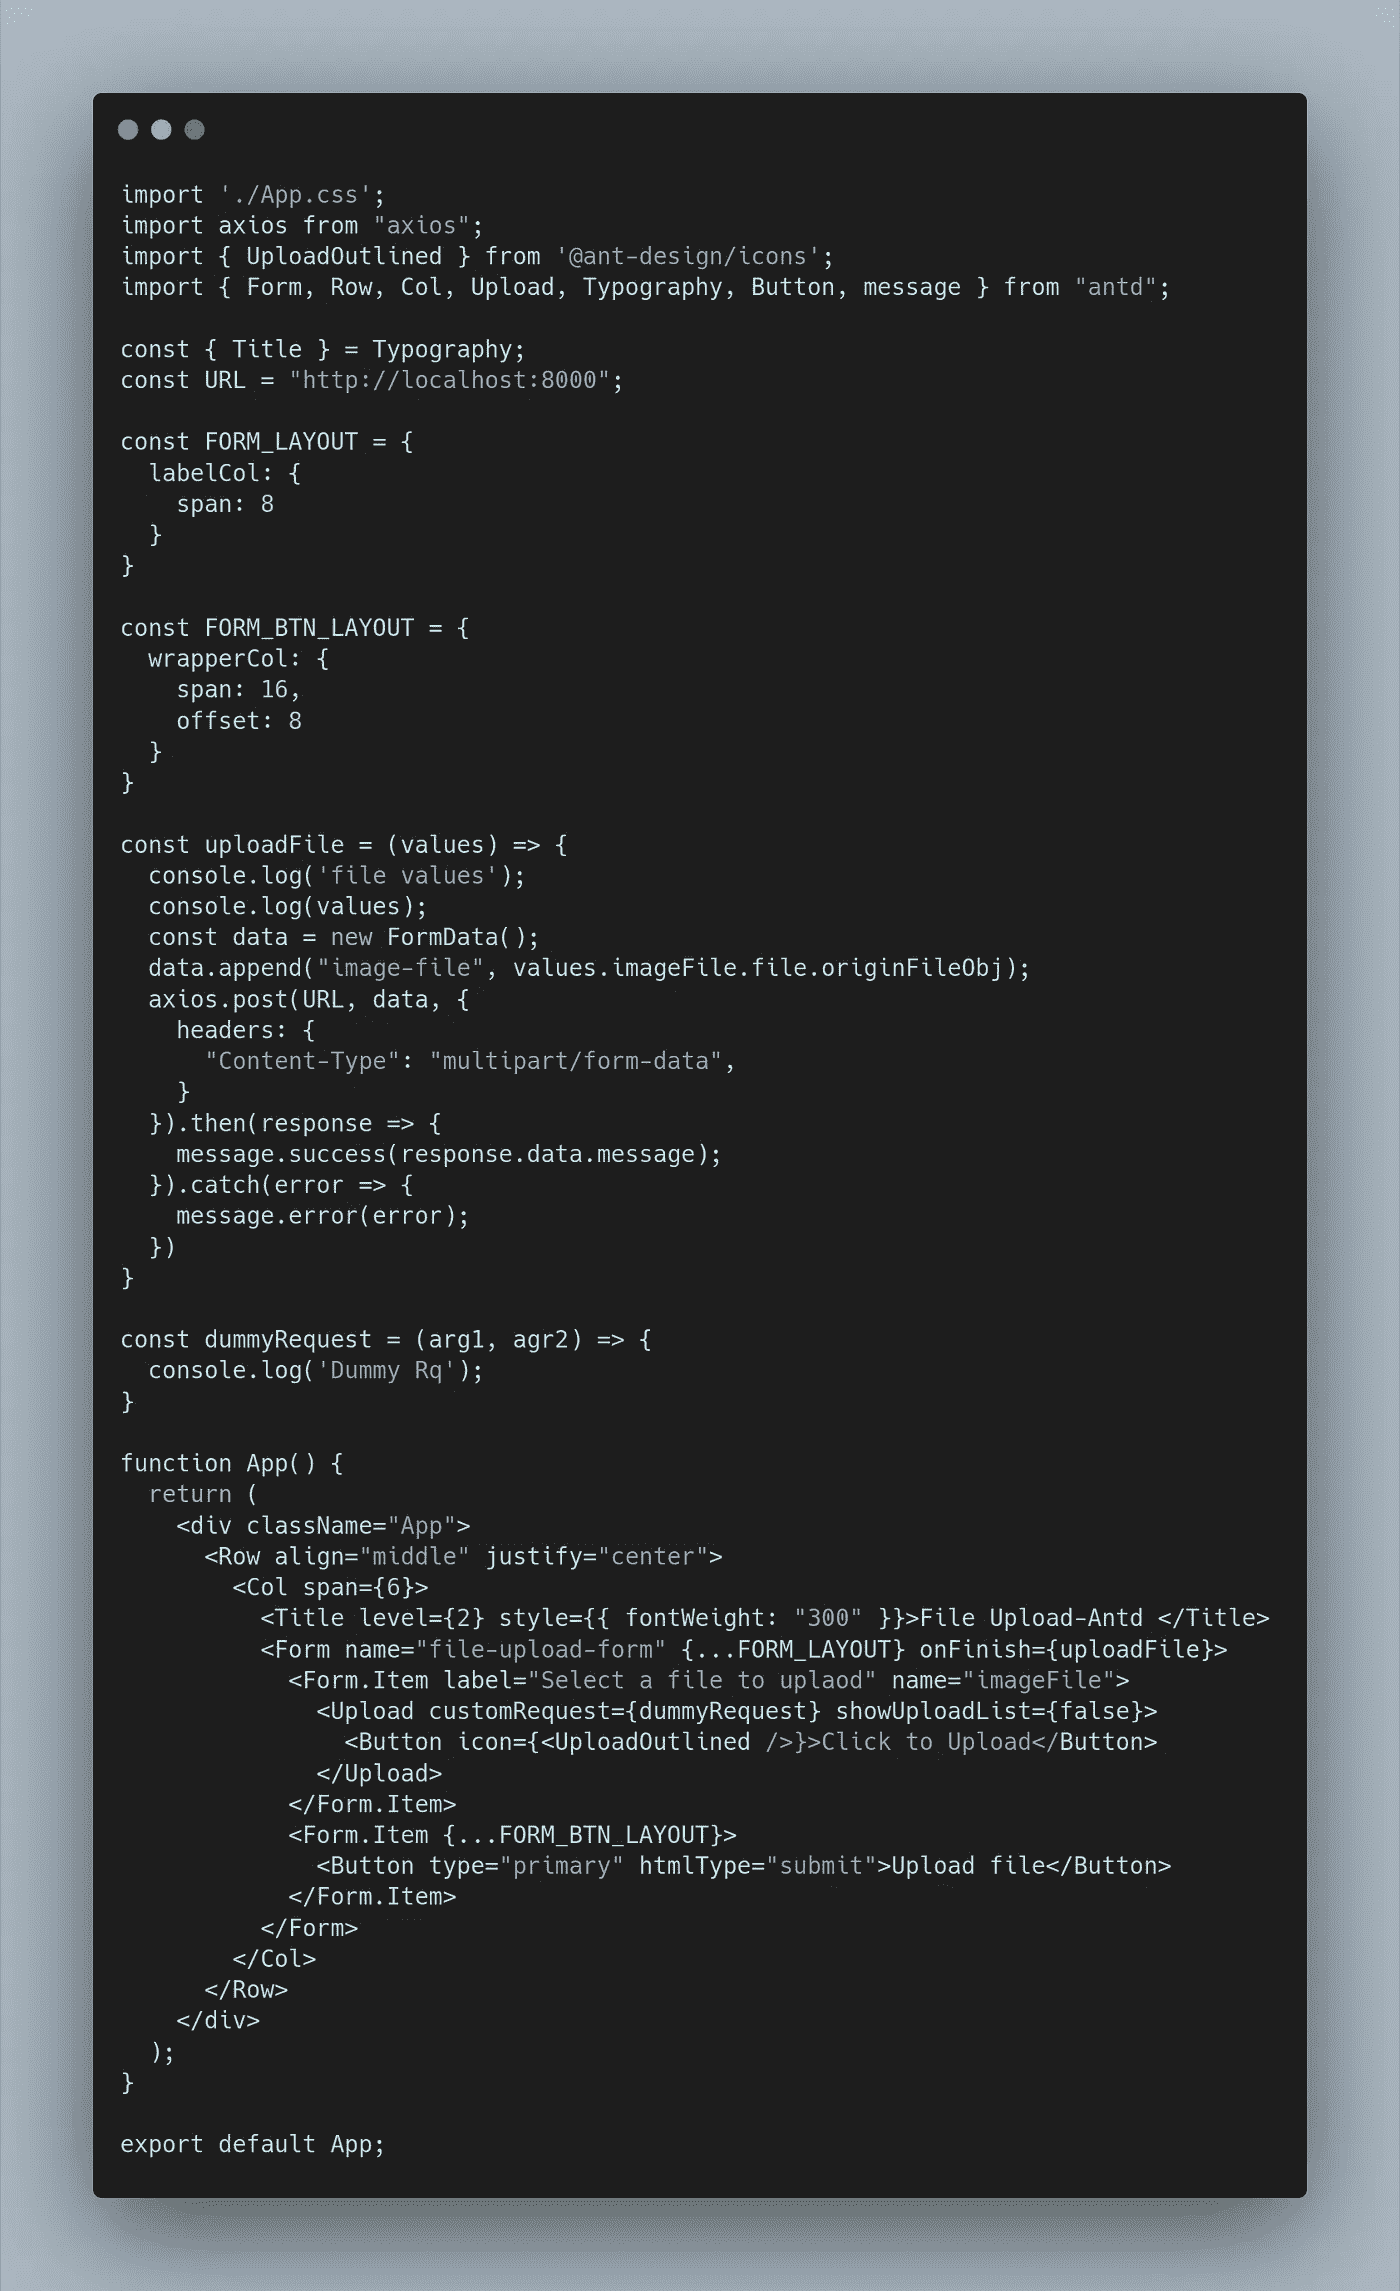 import './App.css';
import axios from "axios";
import { UploadOutlined } from '@ant-design/icons';
import { Form, Row, Col, Upload, Typography, Button, message } from "antd";

const { Title } = Typography;
const URL = "http://localhost:8000";

const FORM_LAYOUT = {
  labelCol: {
    span: 8
  }
}

const FORM_BTN_LAYOUT = {
  wrapperCol: {
    span: 16,
    offset: 8
  }
}

const uploadFile = (values) => {
  console.log('file values');
  console.log(values);
  const data = new FormData();
  data.append("image-file", values.imageFile.file.originFileObj);
  axios.post(URL, data, {
    headers: {
      "Content-Type": "multipart/form-data",
    }
  }).then(response => {
    message.success(response.data.message);
  }).catch(error => {
    message.error(error);
  })
}

const dummyRequest = (arg1, agr2) => {
  console.log('Dummy Rq');
}

function App() {
  return (
    <div className="App">
      <Row align="middle" justify="center">
        <Col span={6}>
          <Title level={2} style={{ fontWeight: "300" }}>File Upload-Antd </Title>
          <Form name="file-upload-form" {...FORM_LAYOUT} onFinish={uploadFile}>
            <Form.Item label="Select a file to uplaod" name="imageFile">
              <Upload customRequest={dummyRequest} showUploadList={false}>
                <Button icon={<UploadOutlined />}>Click to Upload</Button>
              </Upload>
            </Form.Item>
            <Form.Item {...FORM_BTN_LAYOUT}>
              <Button type="primary" htmlType="submit">Upload file</Button>
            </Form.Item>
          </Form>
        </Col>
      </Row>
    </div>
  );
}

export default App;